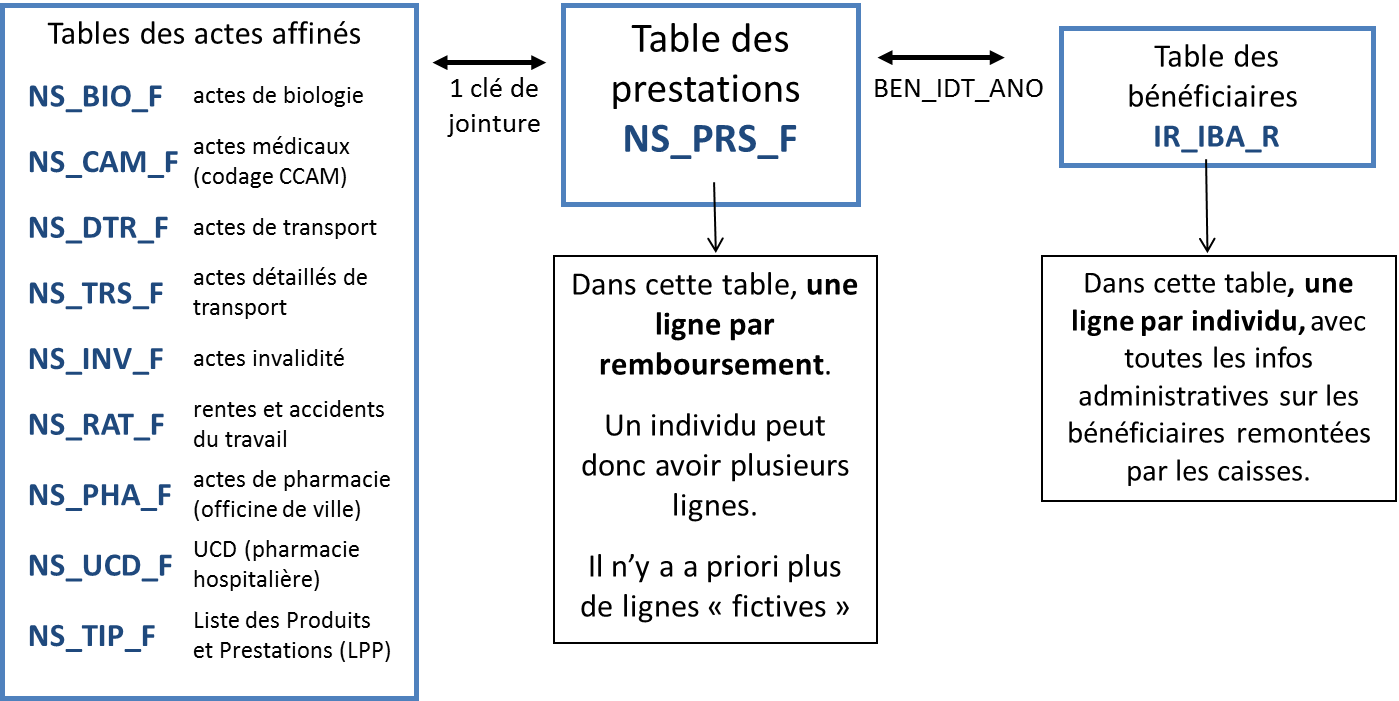 Tables des actes affinés
NS_BIO_F actes de biologie
NS_CAM_F actes médicaux
(codage CCAM)
NS_DTR_F actes de transport
NS_TRS_F actes détaillés de
transport
NS_INV_F actes invalidité
NS_RAT_F rentes et accidents
du travail
NS_PHA_F actes de pharmacie
(officine de ville)
NS_UCD_F UCD (pharmacie
hospitalière)
NS_TIP_F Liste des Produits
et Prestations (LPP)
1 clé de
jointure
Table des
prestations
NS_PRS_F
BEN_IDT_ANO
Table des
bénéficiaires
IR_IBA_R
Dans cette table, une
ligne par
remboursement.
Un individu peut
donc avoir plusieurs
lignes.
Il n’y a a priori plus
de lignes « fictives »
Dans cette table, une
ligne par individu, avec
toutes les infos
administratives sur les
bénéficiaires remontées
par les caisses.